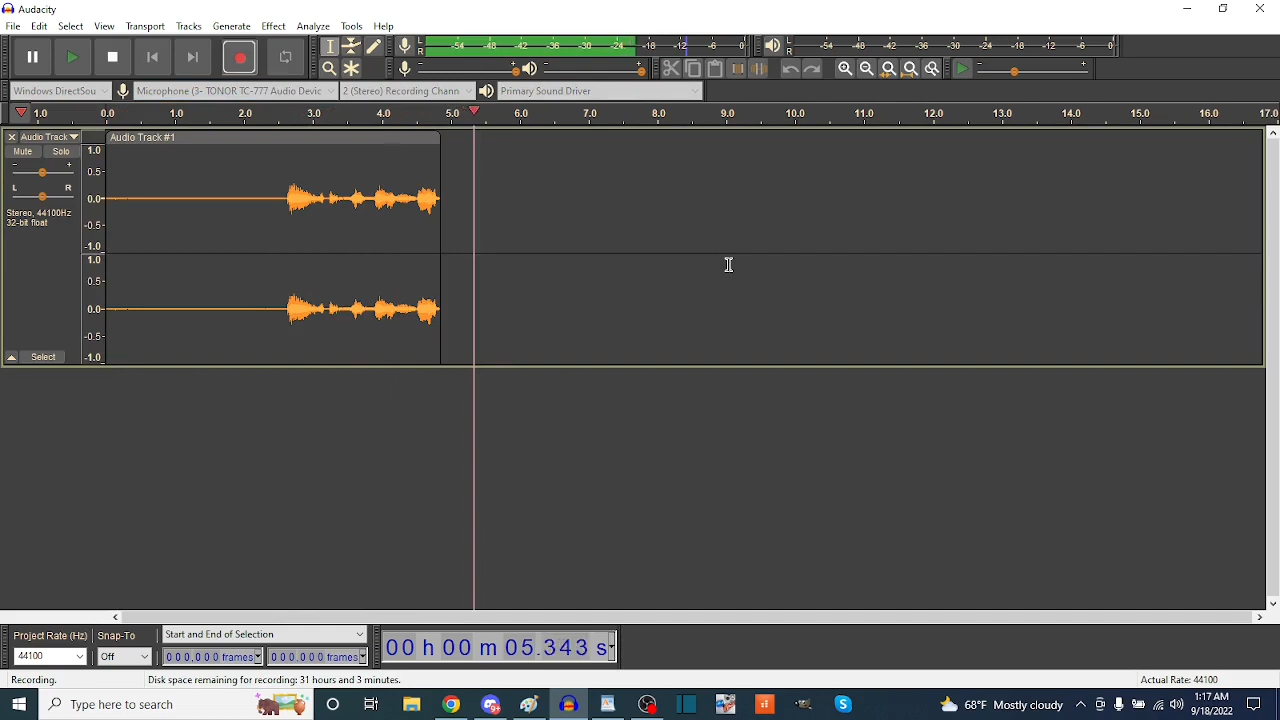 Audacity
File Edit Select View Transport Tracks Generate Effect Analyze Tools Help
L R -54 -48 -42 -36 -30 -24 -18 -12 -6 0
L R -54 -48 -42 -36 -30 -24 -18 -12 -6 0
Windows DirectSou Microphone (3- TONOR TC-777 Audio Devic 2 (Stereo) Recording Chann Primary Sound Driver
1.0 0.0 1.0 2.0 3.0 4.0 5.0 6.0 7.0 8.0 9.0 10.0 11.0 12.0 13.0 14.0 15.0 16.0 17.0
Audio Track Audio Track #1
Mute Solo
- +
L R
Stereo, 44100Hz
32-bit float
Select
1.0
0.5
0.0
-0.5
-1.0
1.0
0.5
0.0
-0.5
-1.0
Project Rate (Hz) Snap-To Start and End of Selection
44100 Off 000,000 frames 000,000 frames
00 h 00 m 05.343 s
Recording. Disk space remaining for recording: 31 hours and 3 minutes. Actual Rate: 44100
Type here to search
9+
68°F Mostly cloudy
1:17 AM
9/18/2022